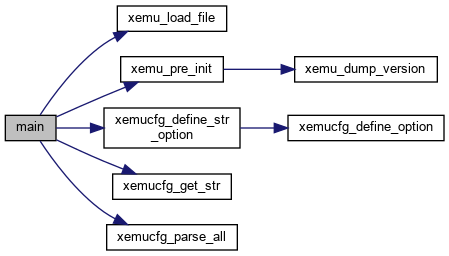 xemu_load_file
xemu_pre_init
xemu_dump_version
main
xemucfg_define_str
_option
xemucfg_define_option
xemucfg_get_str
xemucfg_parse_all